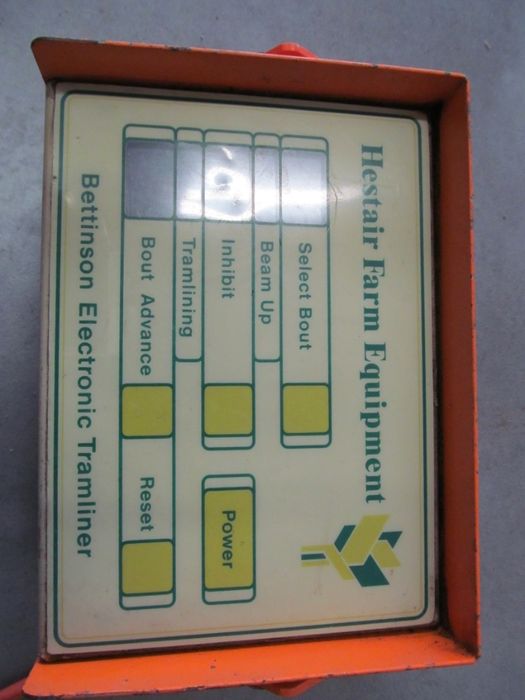 Hestair Farm Equipment
Select Bout
Beam Up
Inhibit
Power
Tramlining
Bout Advance
Reset
Bettinson Electronic Tramliner